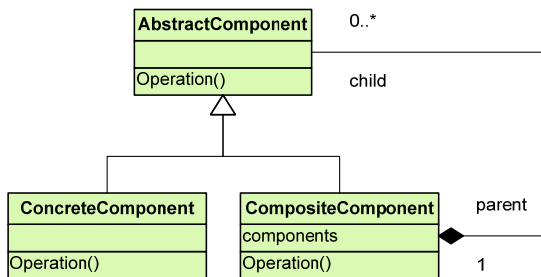 AbstractComponent
0..*
Operation()
child
ConcreteComponent
CompositeComponent
parent
components
Operation()
Operation()
1